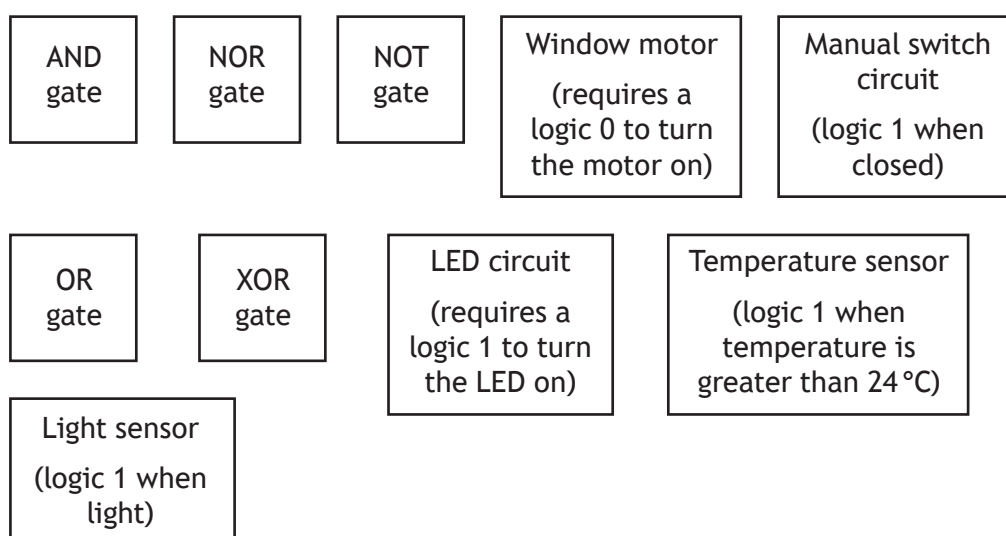 AND
gate
NOR
gate
NOT
gate
Window motor
(requires a
logic 0 to turn
the motor on)
Manual switch
circuit
(logic 1 when
closed)
OR
gate
XOR
gate
LED circuit
(requires a
logic 1 to turn
the LED on)
Temperature sensor
(logic 1 when
temperature is
greater than 24 °C)
Light sensor
(logic 1 when
light)